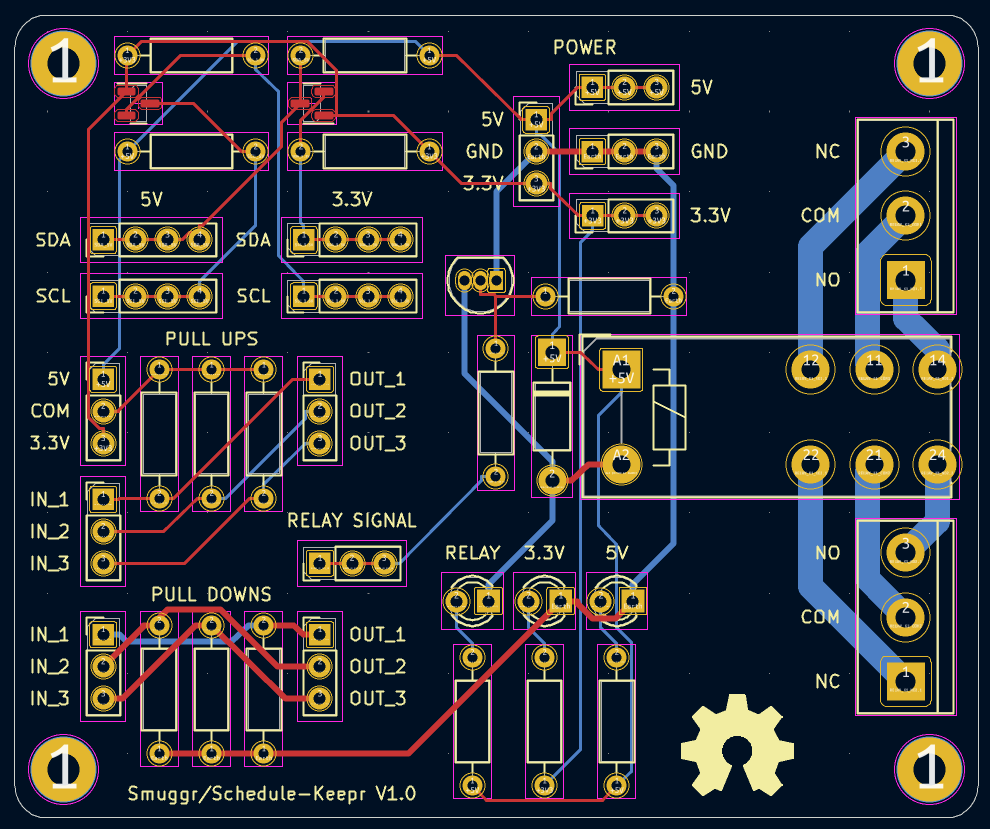 1
1
POWER
5V
5V
GND
GND
3.3V
3.3V
NC
COM
NO
5V
3.3V
SDA
SDA
SCL
SCL
PULL UPS
5V
COM
3.3V
OUT_1
OUT_2
OUT_3
IN_1
IN_2
IN_3
A1
+5V
A2
12
11
14
22
21
24
3
2
1
RELAY SIGNAL
RELAY
3.3V
5V
NO
COM
NC
3
2
1
PULL DOWNS
IN_1
IN_2
IN_3
OUT_1
OUT_2
OUT_3
1
1
Smuggr/Schedule-Keepr V1.0